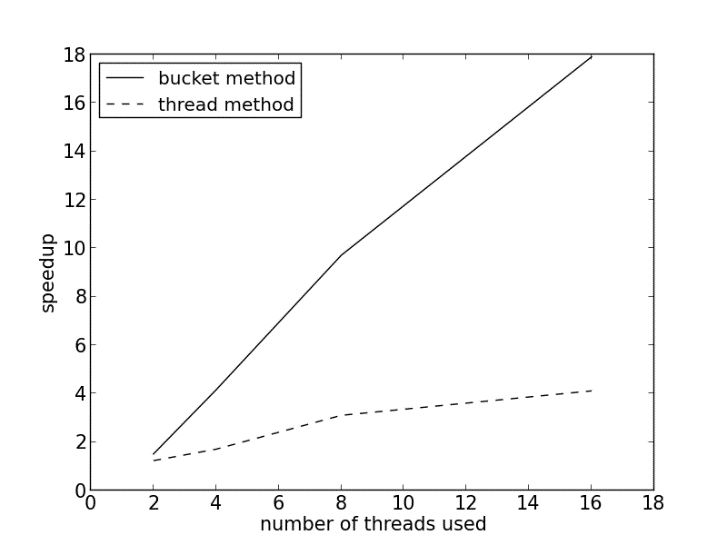 18
bucket method
thread method
16
14
12
10
8
6
4
2
0
speedup
0 2 4 6 8 10 12 14 16 18
number of threads used